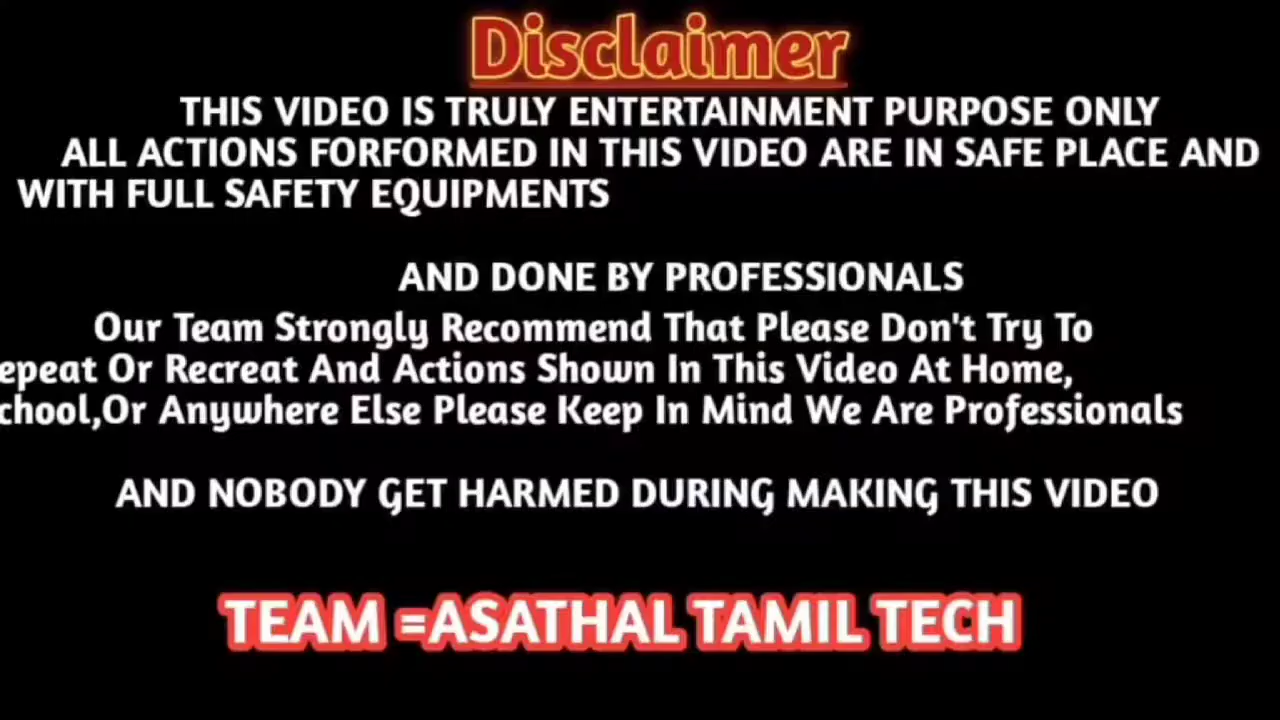 Disclaimer
THIS VIDEO IS TRULY ENTERTAINMENT PURPOSE ONLY
ALL ACTIONS FORFORMED IN THIS VIDEO ARE IN SAFE PLACE AND
WITH FULL SAFETY EQUIPMENTS
AND DONE BY PROFESSIONALS
Our Team Strongly Recommend That Please Don't Try To
epeat Or Recreat And Actions Shown In This Video At Home,
chool,Or Anywhere Else Please Keep In Mind We Are Professionals
AND NOBODY GET HARMED DURING MAKING THIS VIDEO
TEAM =ASATHAL TAMIL TECH